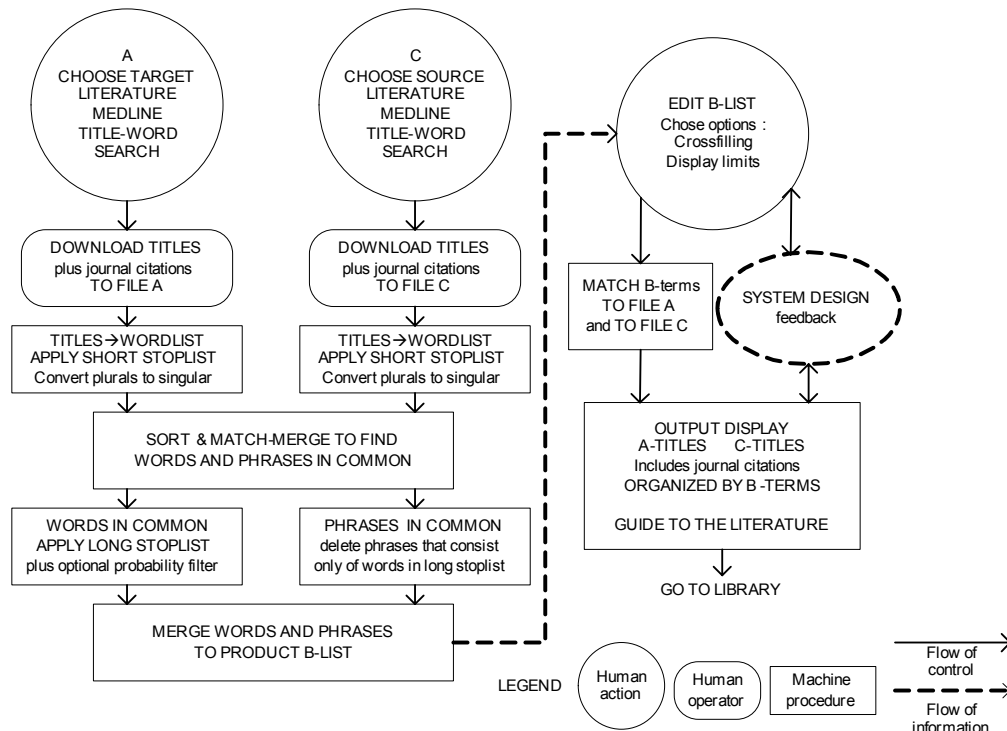 A
CHOOSE TARGET
LITERATURE
MEDLINE
TITLE-WORD
SEARCH
C
CHOOSE SOURCE
LITERATURE
MEDLINE
TITLE-WORD
SEARCH
DOWNLOAD TITLES
plus journal citations
TO FILE A
DOWNLOAD TITLES
plus journal citations
TO FILE C
TITLES→WORDLIST
APPLY SHORT STOPLIST
Convert plurals to singular
TITLES→WORDLIST
APPLY SHORT STOPLIST
Convert plurals to singular
SORT & MATCH-MERGE TO FIND
WORDS AND PHRASES IN COMMON
WORDS IN COMMON
APPLY LONG STOPLIST
plus optional probability filter
PHRASES IN COMMON
delete phrases that consist
only of words in long stoplist
MERGE WORDS AND PHRASES
TO PRODUCT B-LIST
EDIT B-LIST
Chose options :
Crossfilling
Display limits
MATCH B-terms
TO FILE A
and TO FILE C
SYSTEM DESIGN
feedback
OUTPUT DISPLAY
A-TITLES C-TITLES
Includes journal citations
ORGANIZED BY B -TERMS
GUIDE TO THE LITERATURE
GO TO LIBRARY
LEGEND
Human
action
Human
operator
Machine
procedure
Flow of
control
Flow of
information